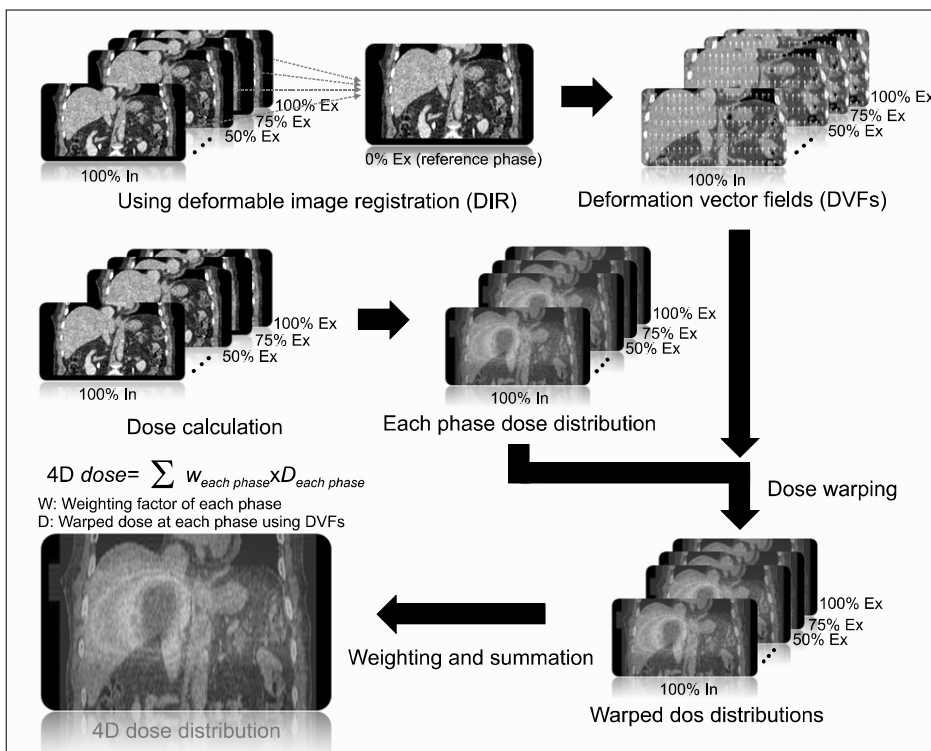 100% Ex
75% Ex
50% Ex
100% In
0% Ex (reference phase)
Using deformable image registration (DIR)
100% Ex
75% Ex
50% Ex
100% In
Deformation vector fields (DVFs)
100% Ex
75% Ex
50% Ex
100% In
Dose calculation
100% Ex
75% Ex
50% Ex
100% In
Each phase dose distribution
4D dose= ∑ w each phase xD each phase
W: Weighting factor of each phase
D: Warped dose at each phase using DVFs
Dose warping
100% Ex
75% Ex
50% Ex
100% In
Warped dos distributions
Weighting and summation
4D dose distribution